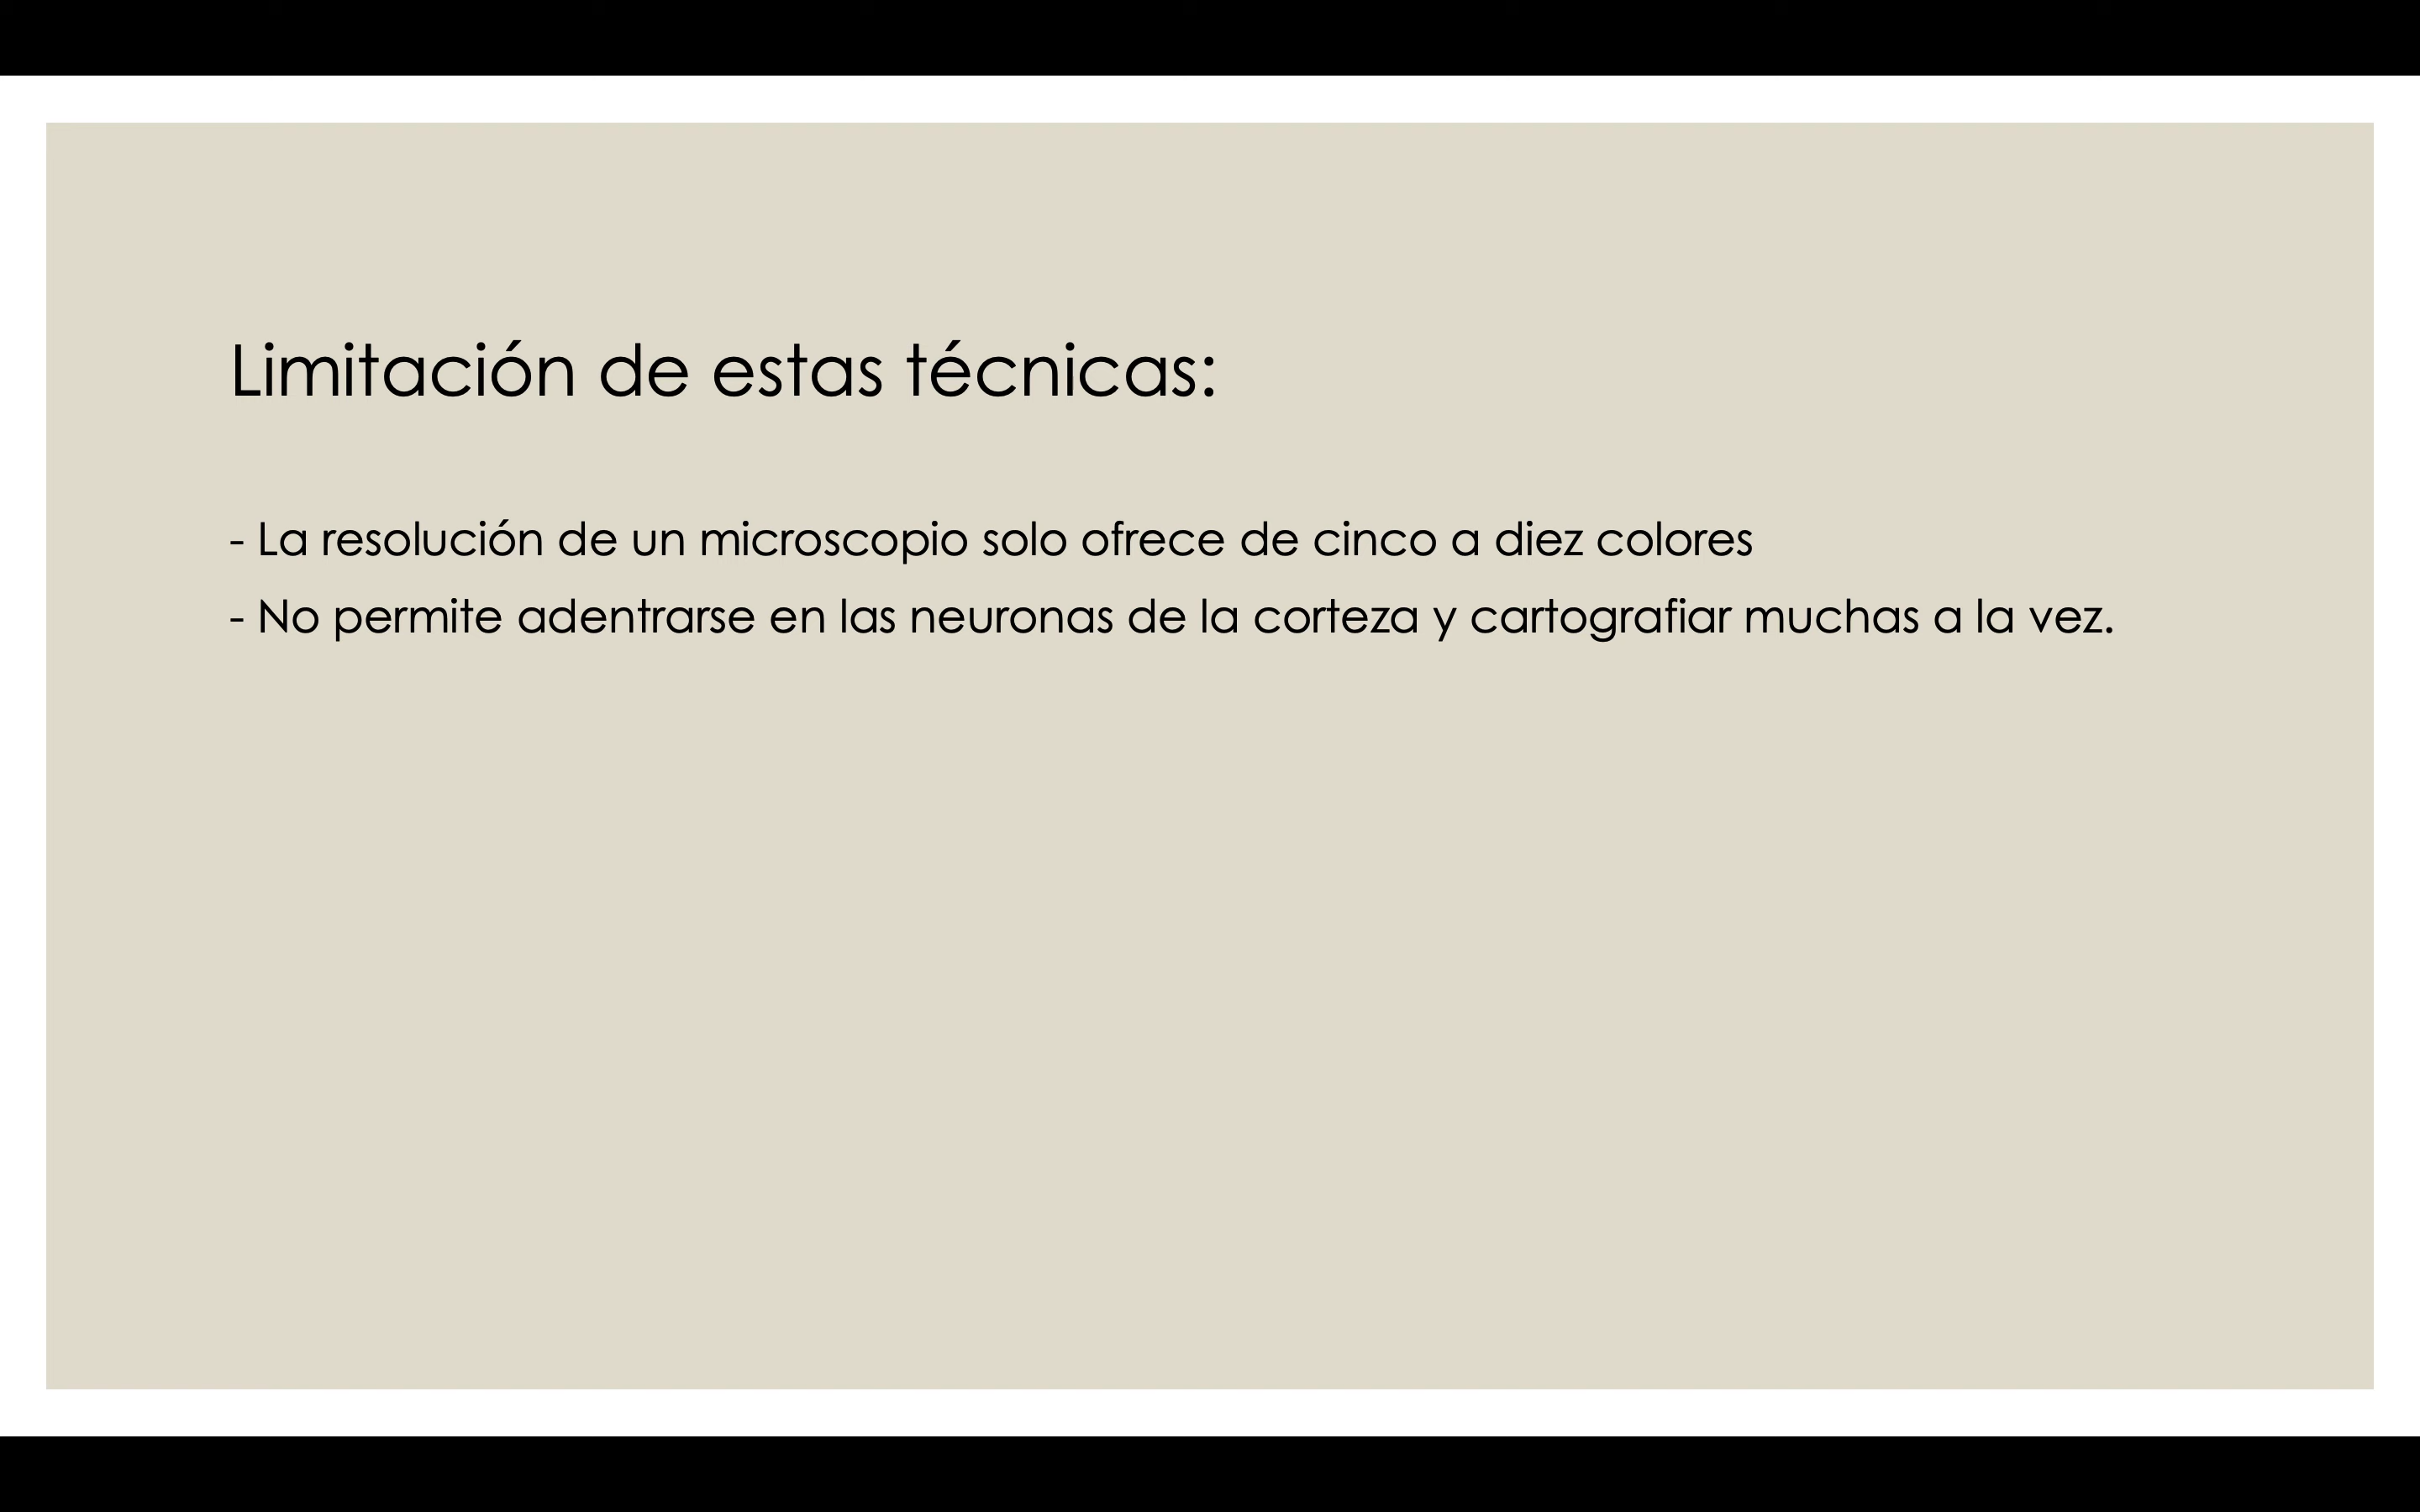 Limitación de estas técnicas:
- La resolución de un microscopio solo ofrece de cinco a diez colores
- No permite adentrarse en las neuronas de la corteza y cartografiar muchas a la vez.